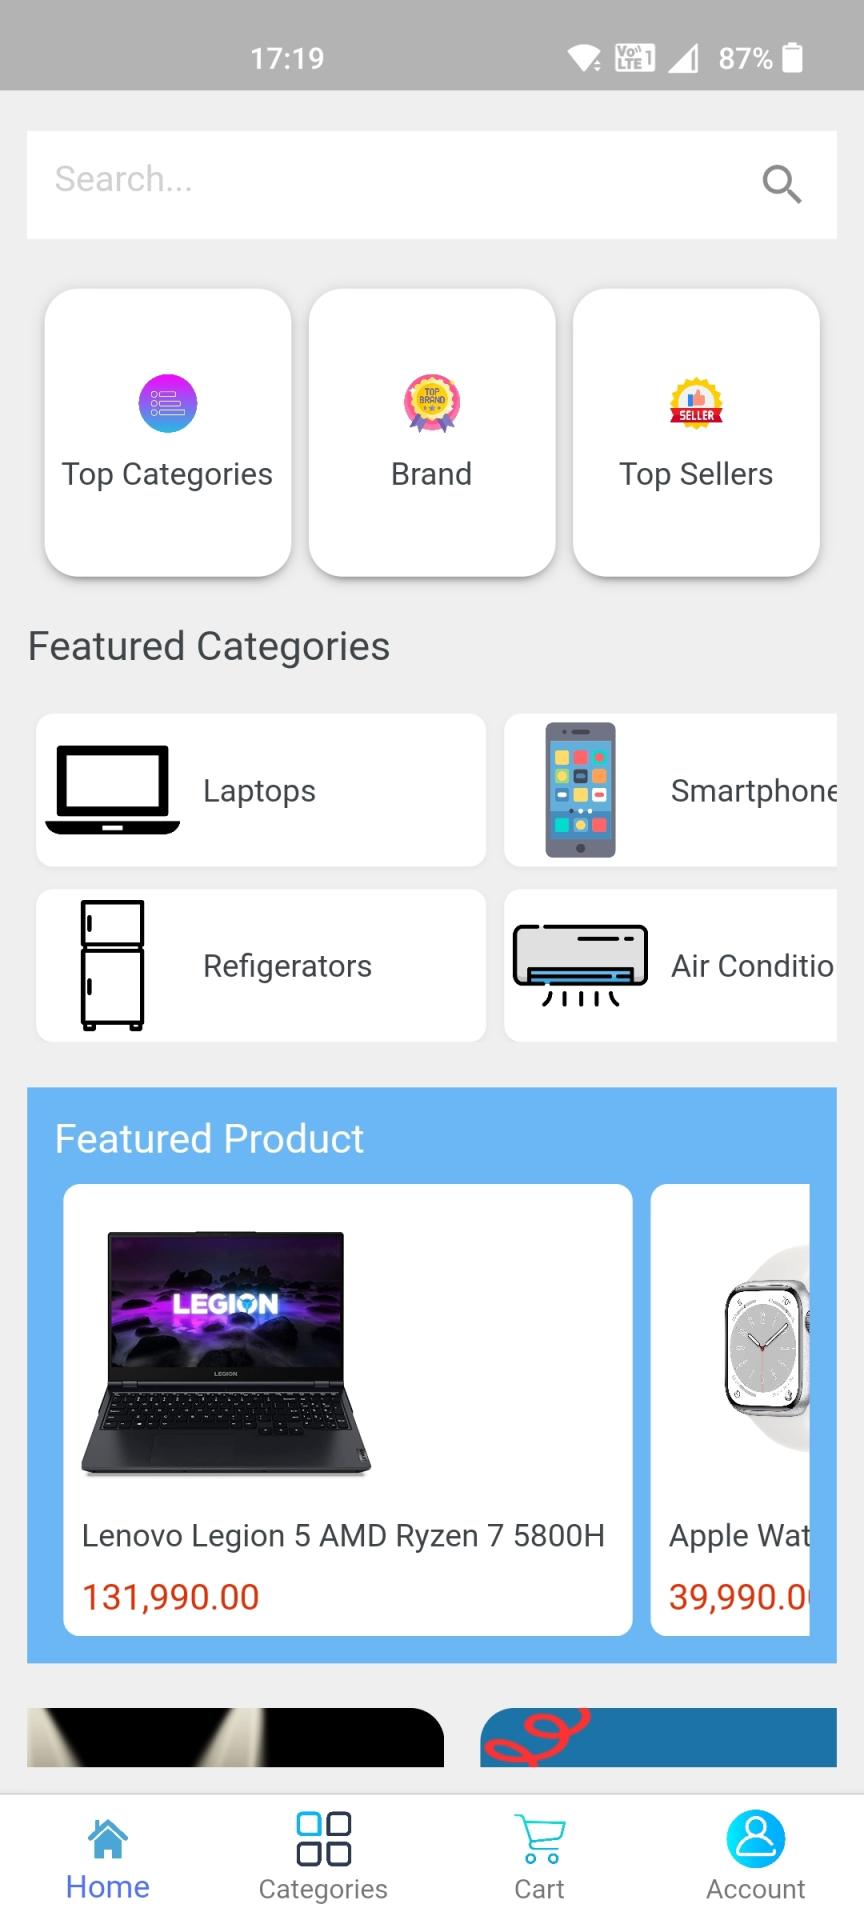 17:19
Vo LTE 1
87%
Search...
TOP BRAND
SELLER
Top Categories
Brand
Top Sellers
Featured Categories
Laptops
Smartphone
Refigerators
Air Conditio
Featured Product
LEGION
LEGION
Lenovo Legion 5 AMD Ryzen 7 5800H
Apple Wat
131,990.00
39,990.0
Home
Categories
Cart
Account